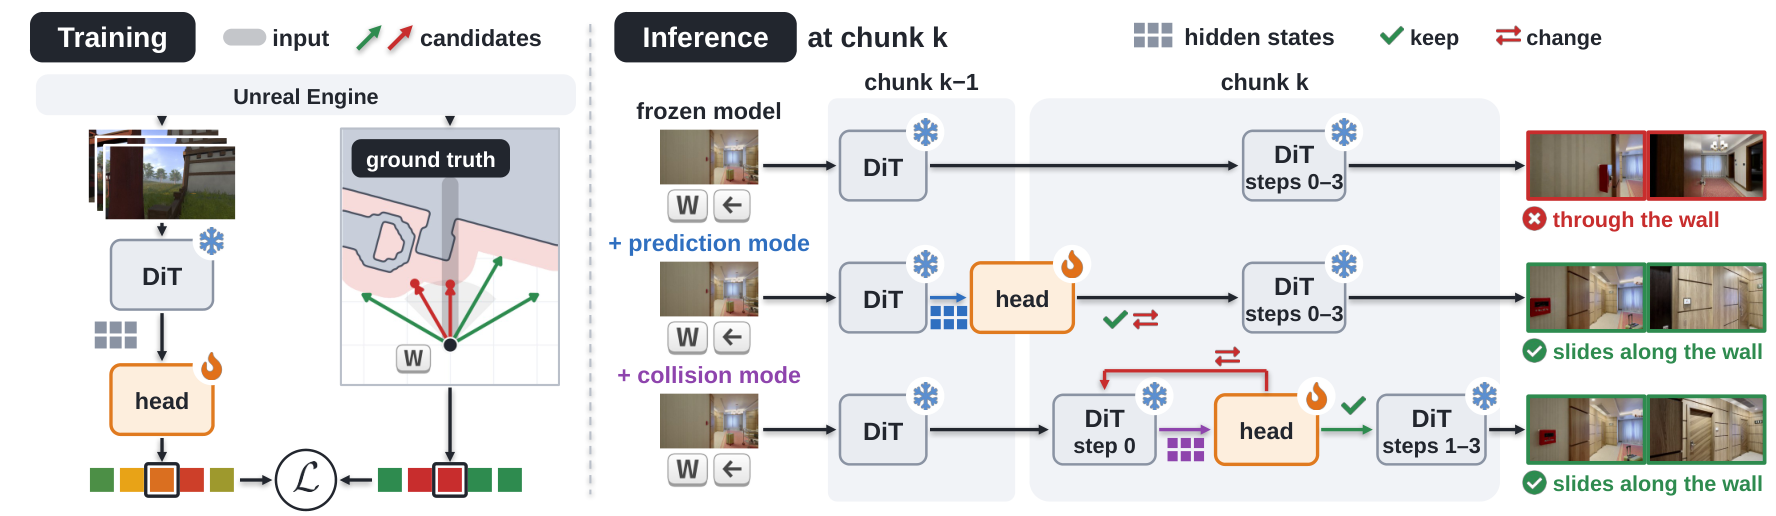 Training
input
candidates
Unreal Engine
ground truth
DiT
W
head
ℒ
Inference at chunk k
hidden states
keep
change
chunk k−1
chunk k
frozen model
W ←
DiT
DiT
steps 0–3
through the wall
+ prediction mode
W ←
DiT
head
DiT
steps 0–3
slides along the wall
+ collision mode
W ←
DiT
DiT
step 0
head
DiT
steps 1–3
slides along the wall